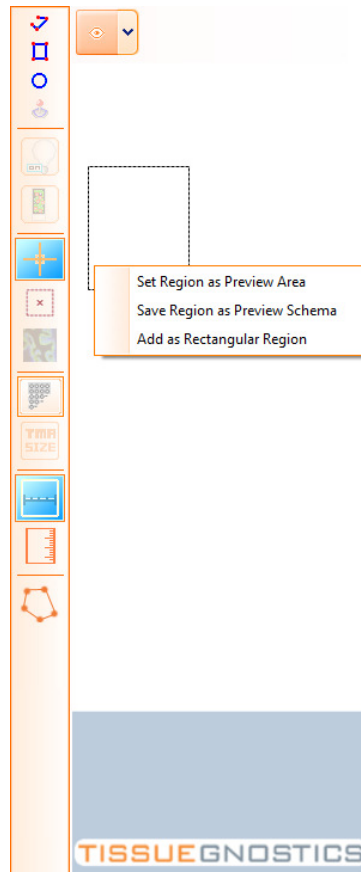 Set Region as Preview Area
Save Region as Preview Schema
Add as Rectangular Region
TMA
SIZE
TISSUEGNOSTICS